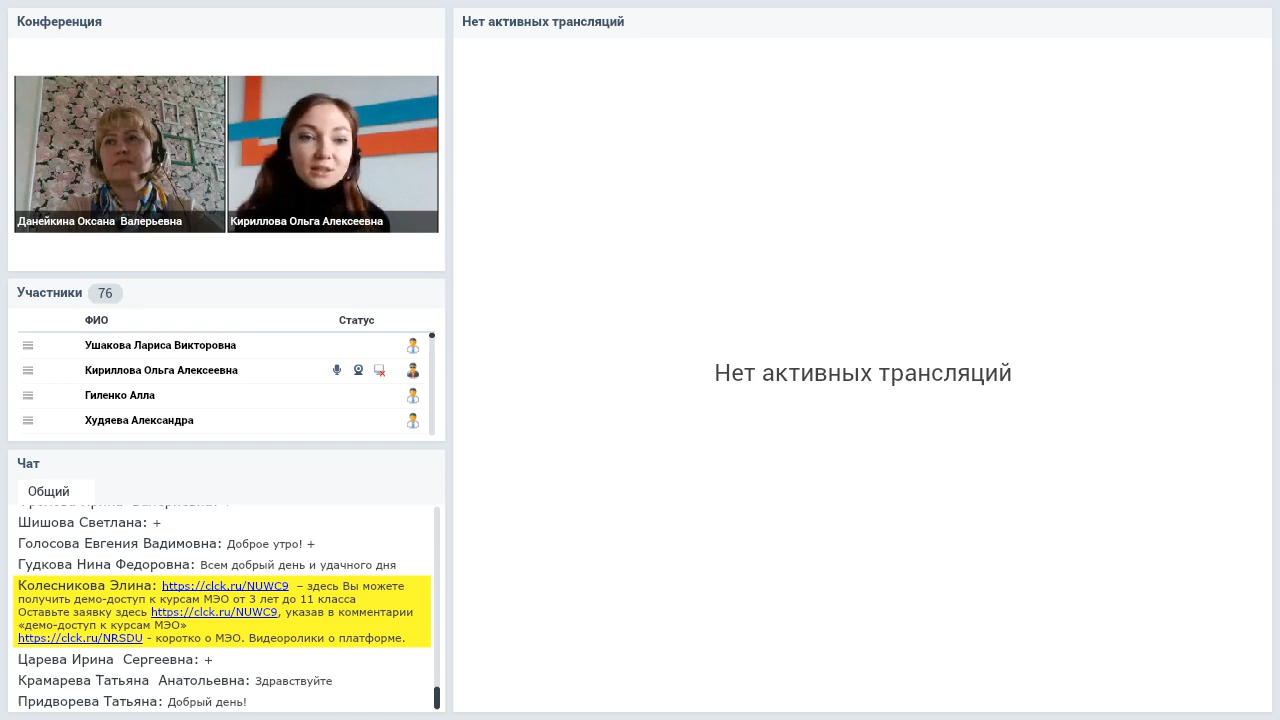 Конференция
Данейкина Оксана  Валерьевна
Кириллова Ольга Алексеевна
Участники 76
ФИО Статус
Ушакова Лариса Викторовна
Кириллова Ольга Алексеевна
Гиленко Алла
Худяева Александра
Чат
Общий
Шишова Светлана: +
Голосова Евгения Вадимовна: Доброе утро! +
Гудкова Нина Федоровна: Всем добрый день и удачного дня
Колесникова Элина: https://clck.ru/NUWC9  – здесь Вы можете
получить демо-доступ к курсам МЭО от 3 лет до 11 класса
Оставьте заявку здесь https://clck.ru/NUWC9, указав в комментарии
«демо-доступ к курсам МЭО»
https://clck.ru/NRSDU - коротко о МЭО. Видеоролики о платформе.
Царева Ирина  Сергеевна: +
Крамарева Татьяна  Анатольевна: Здравствуйте
Придворева Татьяна: Добрый день!
Нет активных трансляций
Нет активных трансляций